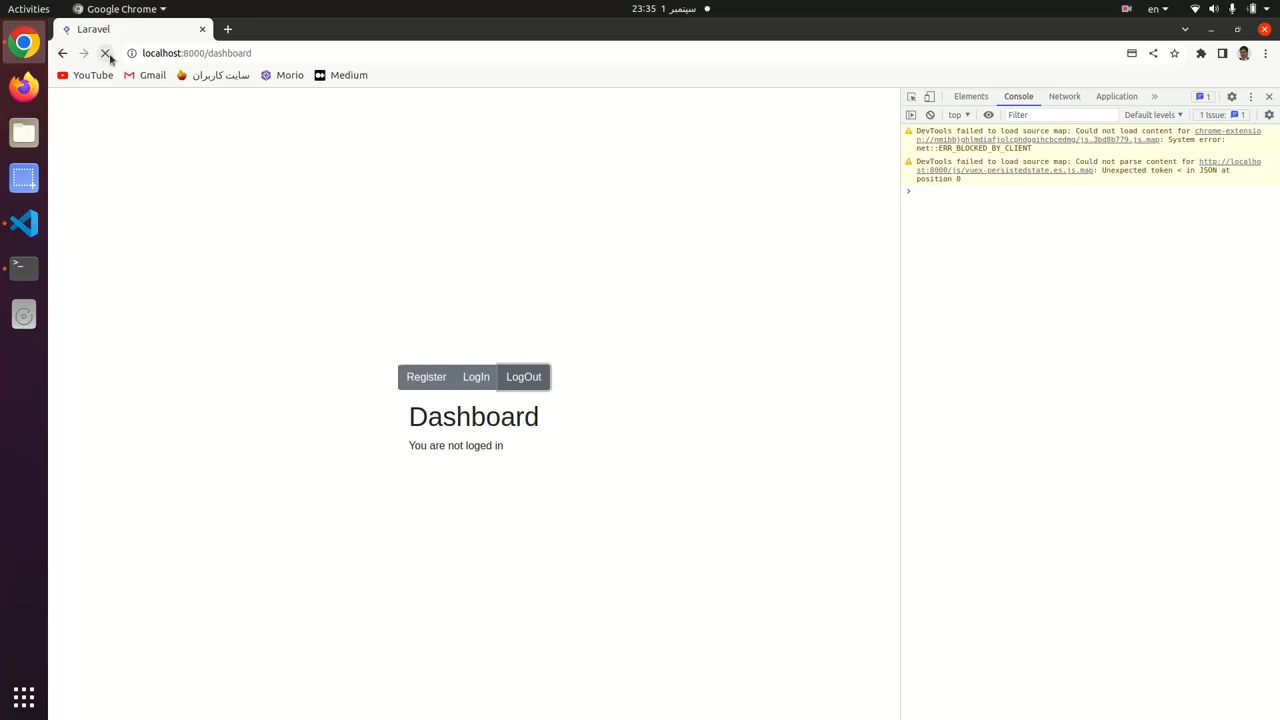 Activities
Google Chrome
23:35 سپتمبر 1
en
Laravel
localhost:8000/dashboard
YouTube
Gmail
سایت کاربران
Morio
Medium
Elements
Console
Network
Application
»
1
top
Filter
Default levels
1 Issue: 1
DevTools failed to load source map: Could not load content for chrome-extensio
n://nmibbjghlmdiafjolcphdggihcbcedmg/js.3bd8b779.js.map: System error:
net::ERR_BLOCKED_BY_CLIENT
DevTools failed to load source map: Could not parse content for http://localho
st:8000/js/vuex-persistedstate.es.js.map: Unexpected token < in JSON at
position 0
Register
LogIn
LogOut
Dashboard
You are not loged in